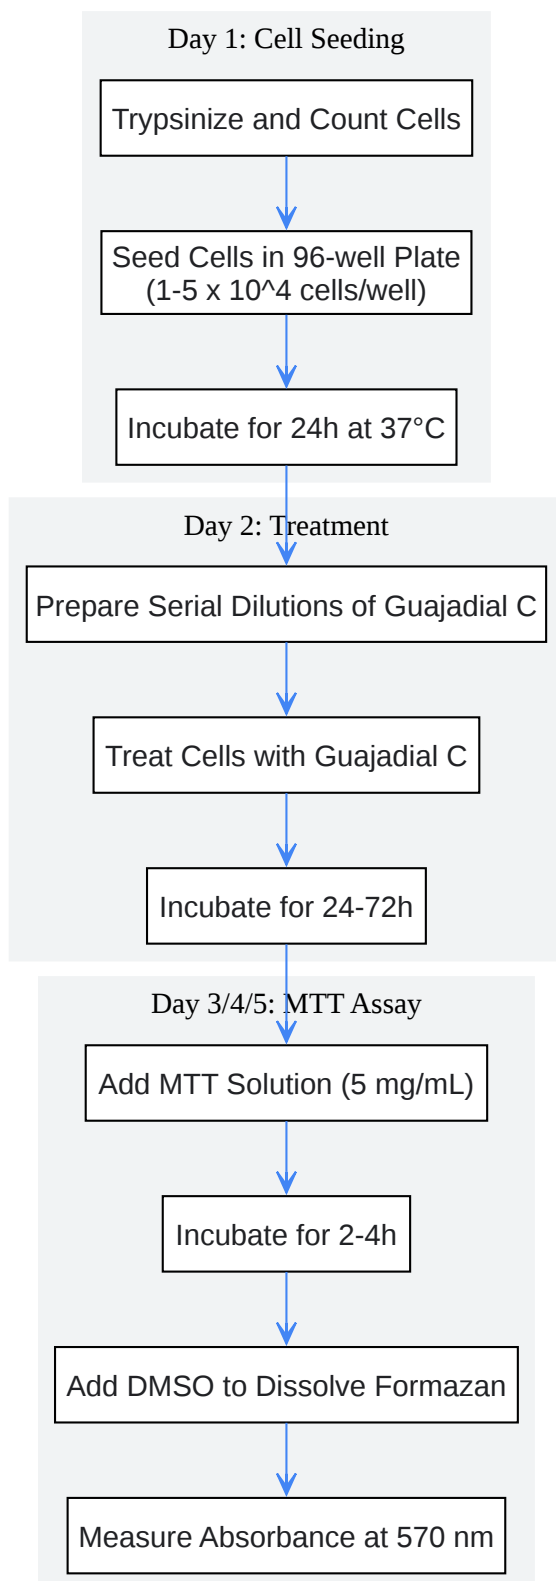 Day 1: Cell Seeding
Trypsinize and Count Cells
Seed Cells in 96-well Plate
(1-5 x 10^4 cells/well)
Incubate for 24h at 37°C
Day 2: Treatment
Prepare Serial Dilutions of Guajadial C
Treat Cells with Guajadial C
Incubate for 24-72h
Day 3/4/5: MTT Assay
Add MTT Solution (5 mg/mL)
Incubate for 2-4h
Add DMSO to Dissolve Formazan
Measure Absorbance at 570 nm